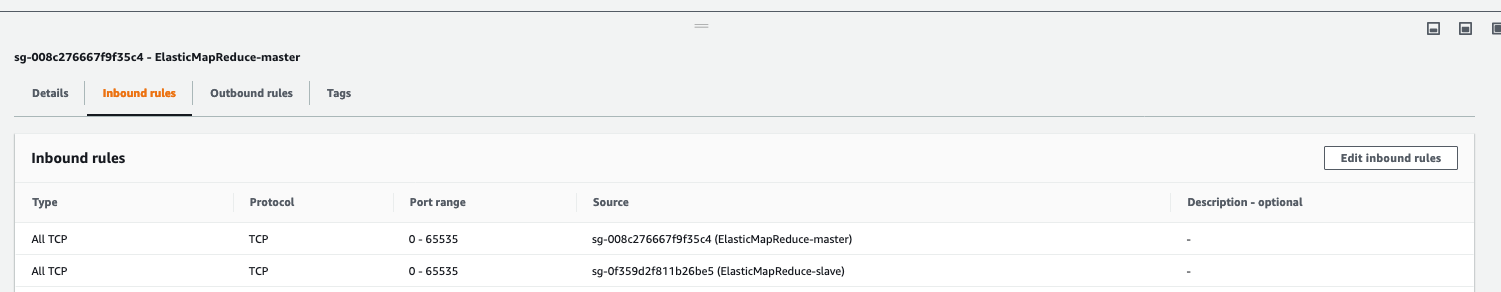 sg-008c276667f9f35c4 - ElasticMapReduce-master
Details Inbound rules Outbound rules Tags
Inbound rules Edit inbound rules
Type Protocol Port range Source Description - optional
All TCP TCP 0 - 65535 sg-008c276667f9f35c4 (ElasticMapReduce-master) -
All TCP TCP 0 - 65535 sg-0f359d2f811b26be5 (ElasticMapReduce-slave) -